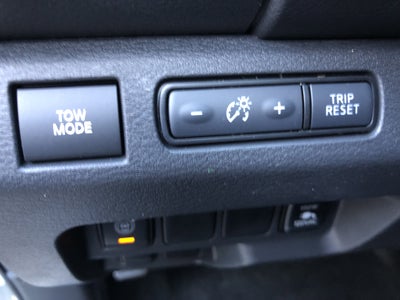 TOW
MODE
-
+
TRIP
RESET